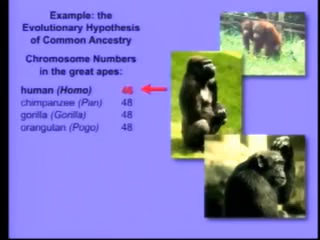 Example: the
Evolutionary Hypothesis
of Common Ancestry
Chromosome Numbers
in the great apes:
human (Homo) 46
chimpanzee (Pan) 48
gorilla (Gorilla) 48
orangutan (Pogo) 48